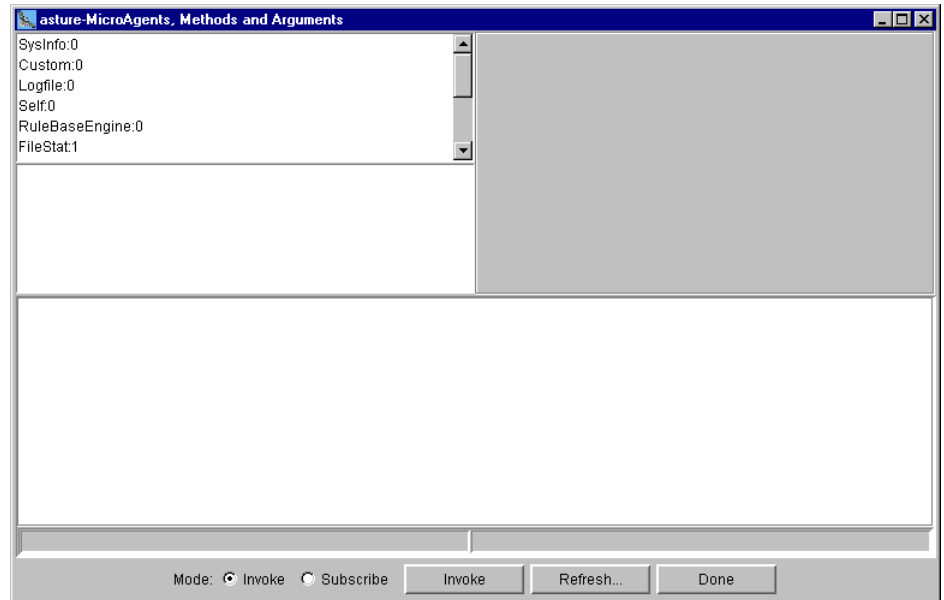 asture-MicroAgents, Methods and Arguments
SysInfo:0
Custom:0
Logfile:0
Self:0
RuleBaseEngine:0
FileStat:1
Mode: Invoke Subscribe Invoke Refresh... Done